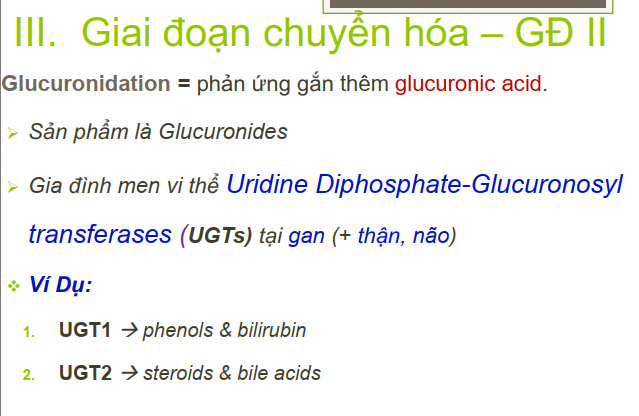 III. Giai đoạn chuyển hóa – GĐ II
Glucuronidation = phản ứng gắn thêm glucuronic acid.
Sản phẩm là Glucuronides
Gia đình men vi thể Uridine Diphosphate-Glucuronosyl
transferases (UGTs) tại gan (+ thận, não)
Ví Dụ:
1. UGT1 → phenols & bilirubin
2. UGT2 → steroids & bile acids